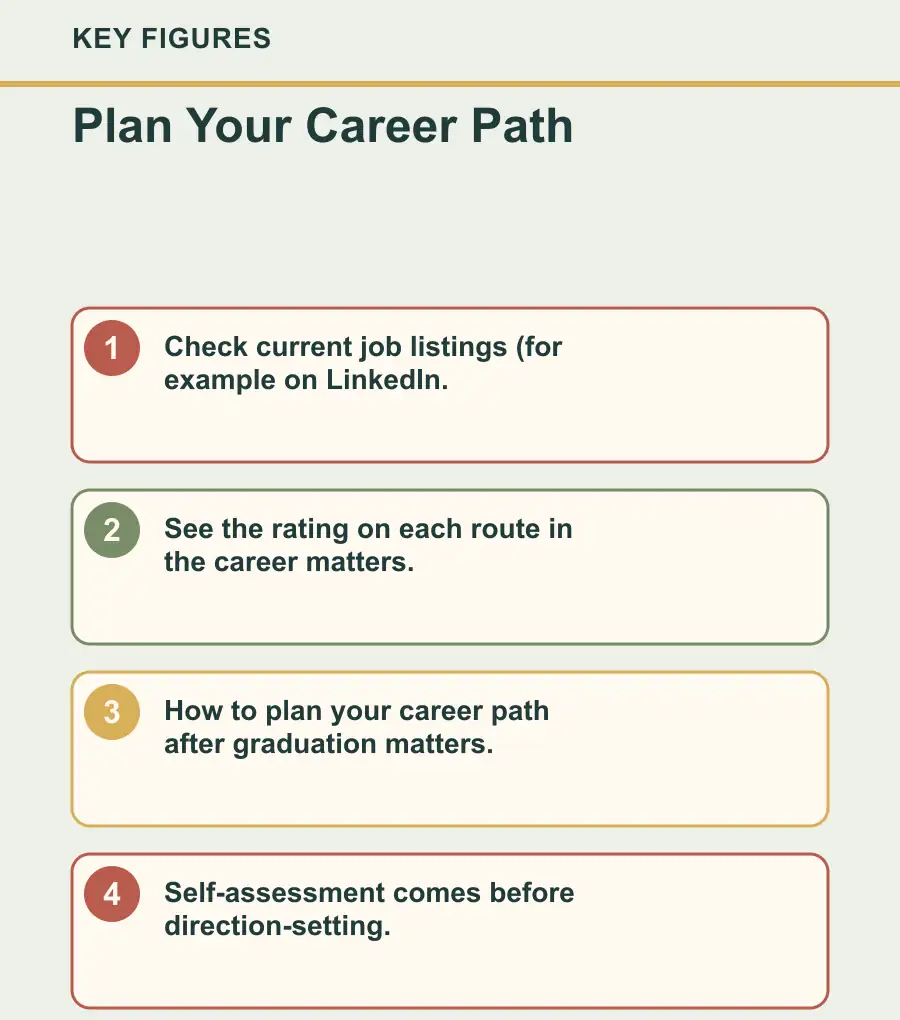 KEY FIGURES
Plan Your Career Path
1
Check current job listings (for
example on LinkedIn.
2
See the rating on each route in
the career matters.
3
How to plan your career path
after graduation matters.
4
Self-assessment comes before
direction-setting.